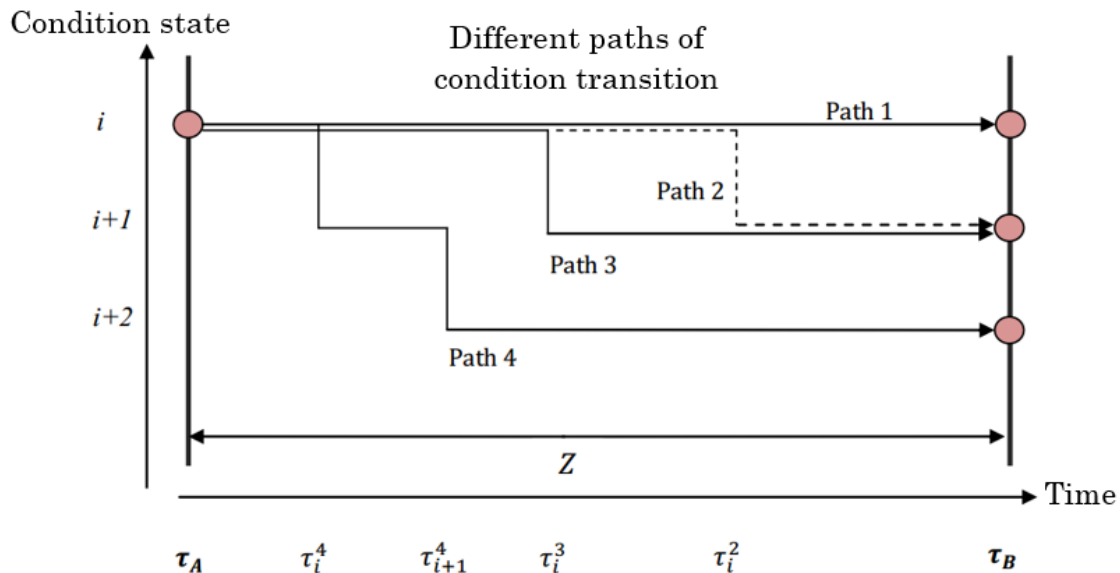 Condition state
Different paths of
condition transition
i
Path 1
Path 2
i+1
Path 3
i+2
Path 4
Z
Time
τ_A τ_i^4 τ_{i+1}^4 τ_i^3 τ_i^2 τ_B